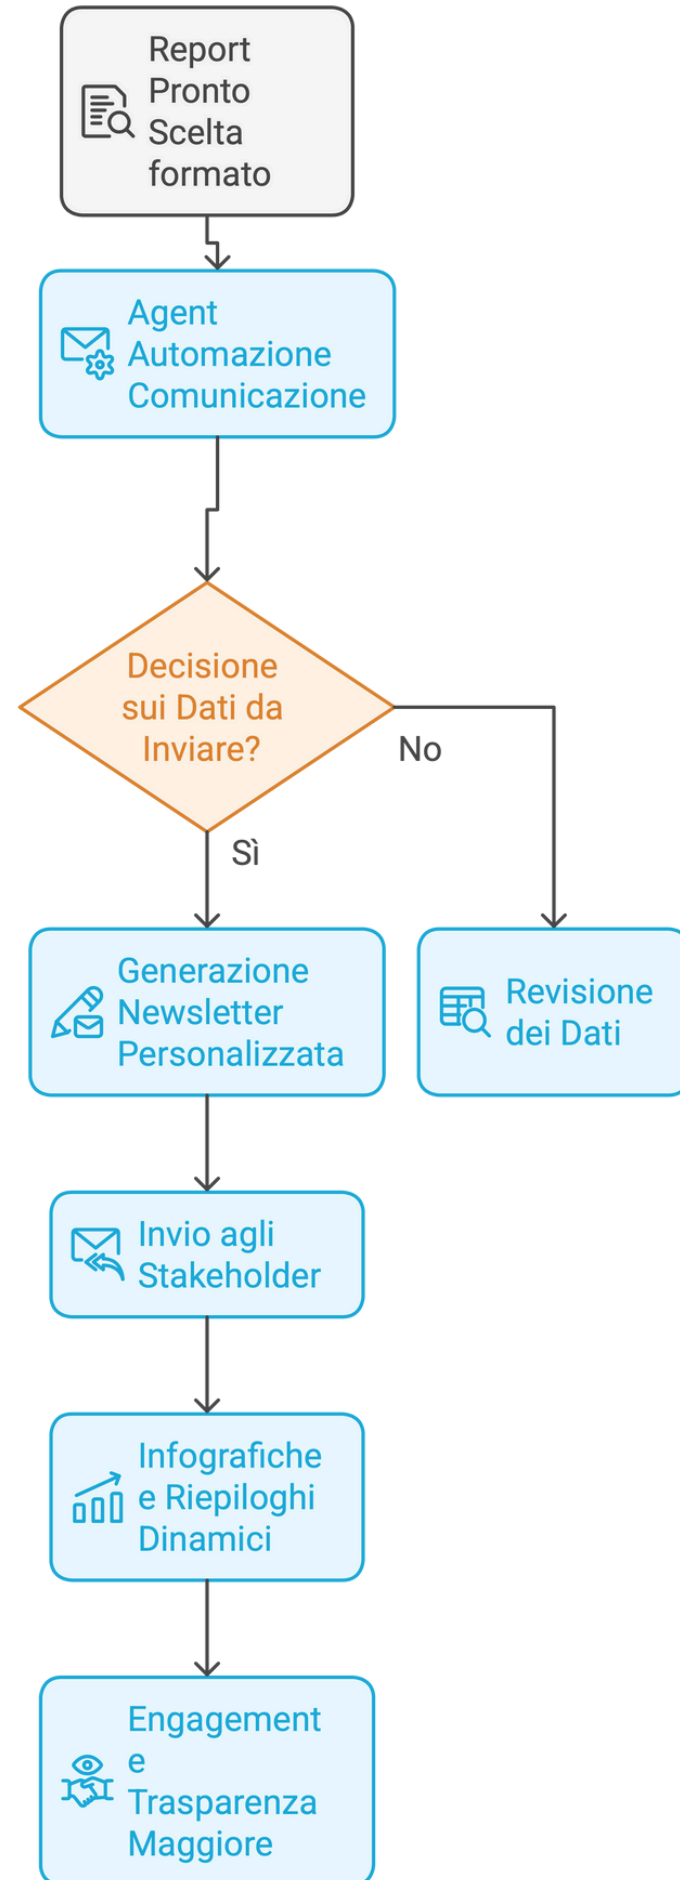 Report
Pronto
Scelta
formato
Agent
Automazione
Comunicazione
Decisione
sui Dati da
Inviare?
No
Sì
Generazione
Newsletter
Personalizzata
Revisione
dei Dati
Invio agli
Stakeholder
Infografiche
e Riepiloghi
Dinamici
Engagement
e
Trasparenza
Maggiore